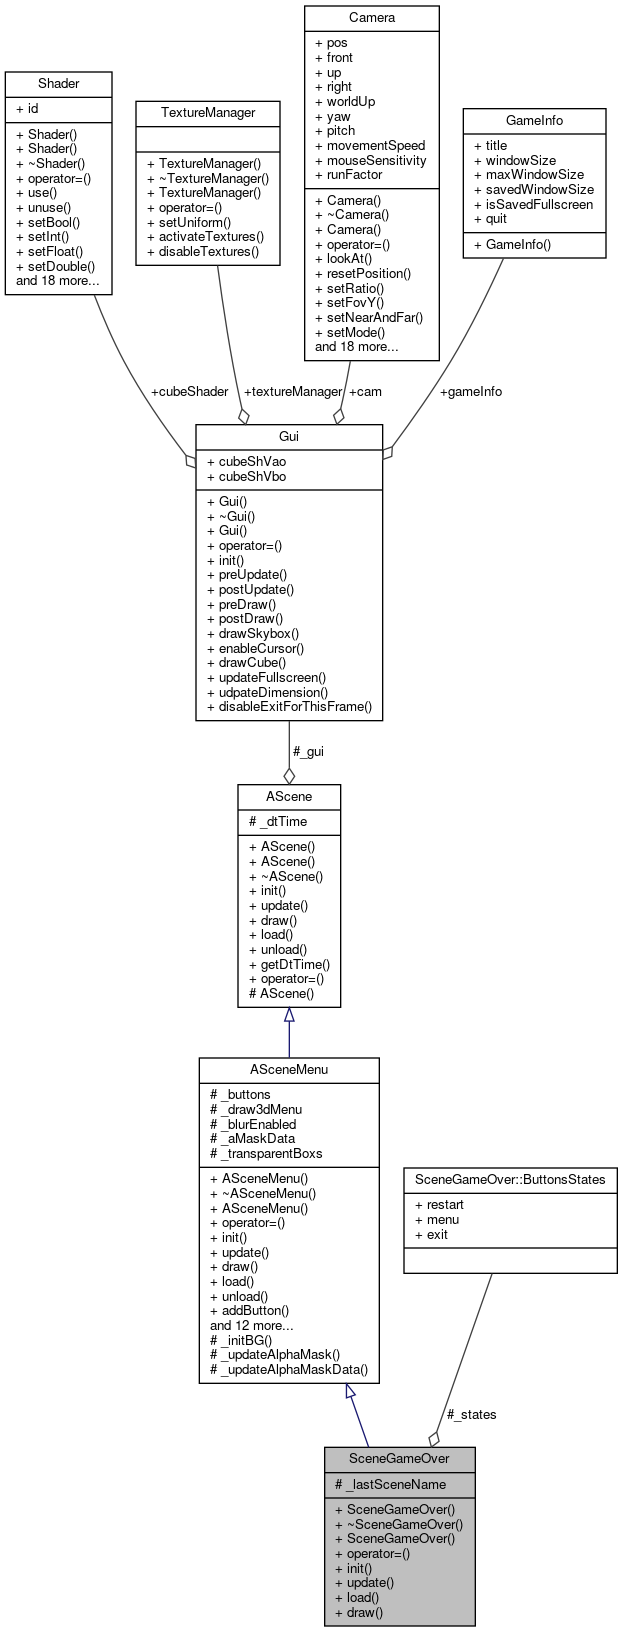 Camera
+ pos
+ front
+ up
+ right
+ worldUp
+ yaw
+ pitch
+ movementSpeed
+ mouseSensitivity
+ runFactor
+ Camera()
+ ~Camera()
+ Camera()
+ operator=()
+ lookAt()
+ resetPosition()
+ setRatio()
+ setFovY()
+ setNearAndFar()
+ setMode()
and 18 more...
Shader
+ id
+ Shader()
+ Shader()
+ ~Shader()
+ operator=()
+ use()
+ unuse()
+ setBool()
+ setInt()
+ setFloat()
+ setDouble()
and 18 more...
TextureManager
+ TextureManager()
+ ~TextureManager()
+ TextureManager()
+ operator=()
+ setUniform()
+ activateTextures()
+ disableTextures()
GameInfo
+ title
+ windowSize
+ maxWindowSize
+ savedWindowSize
+ isSavedFullscreen
+ quit
+ GameInfo()
+cubeShader
+textureManager
+cam
+gameInfo
Gui
+ cubeShVao
+ cubeShVbo
+ Gui()
+ ~Gui()
+ Gui()
+ operator=()
+ init()
+ preUpdate()
+ postUpdate()
+ preDraw()
+ postDraw()
+ drawSkybox()
+ enableCursor()
+ drawCube()
+ updateFullscreen()
+ udpateDimension()
+ disableExitForThisFrame()
#_gui
AScene
# _dtTime
+ AScene()
+ AScene()
+ ~AScene()
+ init()
+ update()
+ draw()
+ load()
+ unload()
+ getDtTime()
+ operator=()
# AScene()
ASceneMenu
# _buttons
# _draw3dMenu
# _blurEnabled
# _aMaskData
# _transparentBoxs
+ ASceneMenu()
+ ~ASceneMenu()
+ ASceneMenu()
+ operator=()
+ init()
+ update()
+ draw()
+ load()
+ unload()
+ addButton()
and 12 more...
# _initBG()
# _updateAlphaMask()
# _updateAlphaMaskData()
SceneGameOver::ButtonsStates
+ restart
+ menu
+ exit
#_states
SceneGameOver
# _lastSceneName
+ SceneGameOver()
+ ~SceneGameOver()
+ SceneGameOver()
+ operator=()
+ init()
+ update()
+ load()
+ draw()